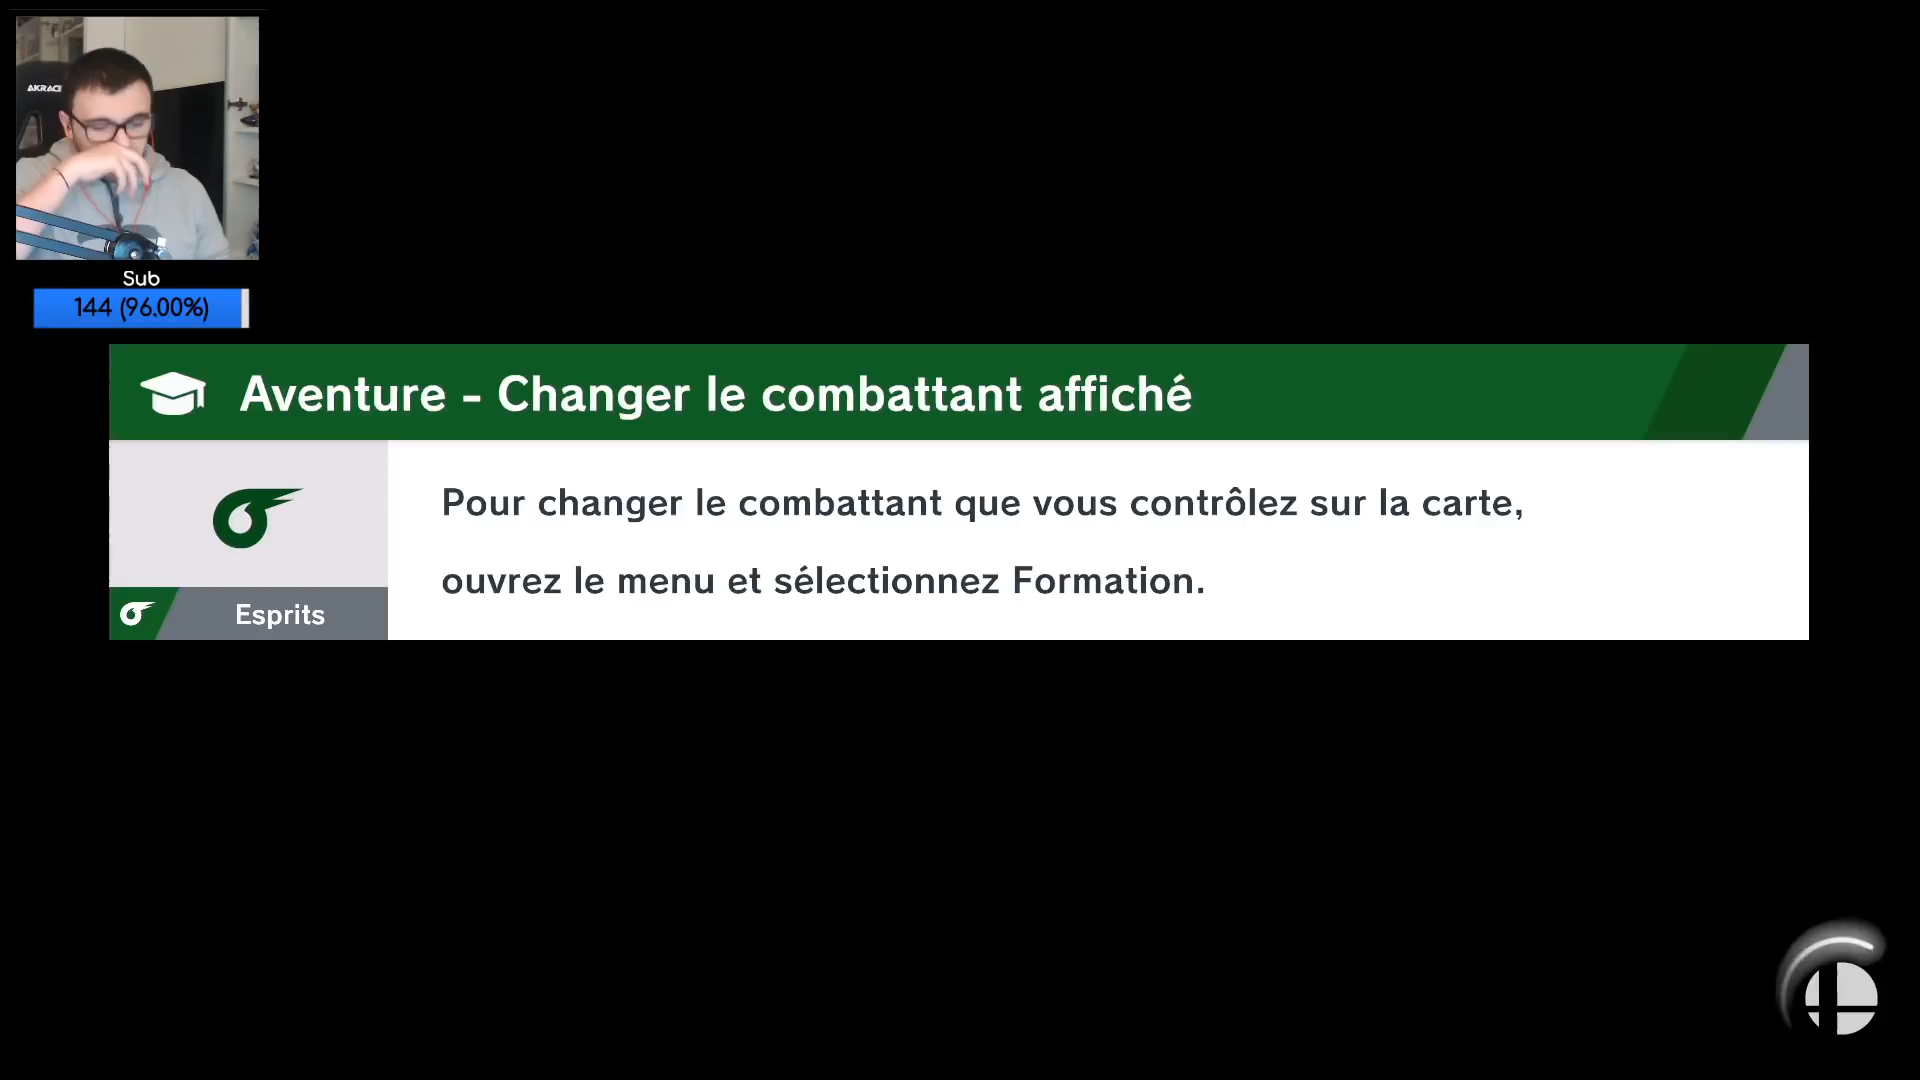 AKRACI
Sub
144 (96.00%)
Aventure - Changer le combattant affiché
Pour changer le combattant que vous contrôlez sur la carte,
ouvrez le menu et sélectionnez Formation.
Esprits